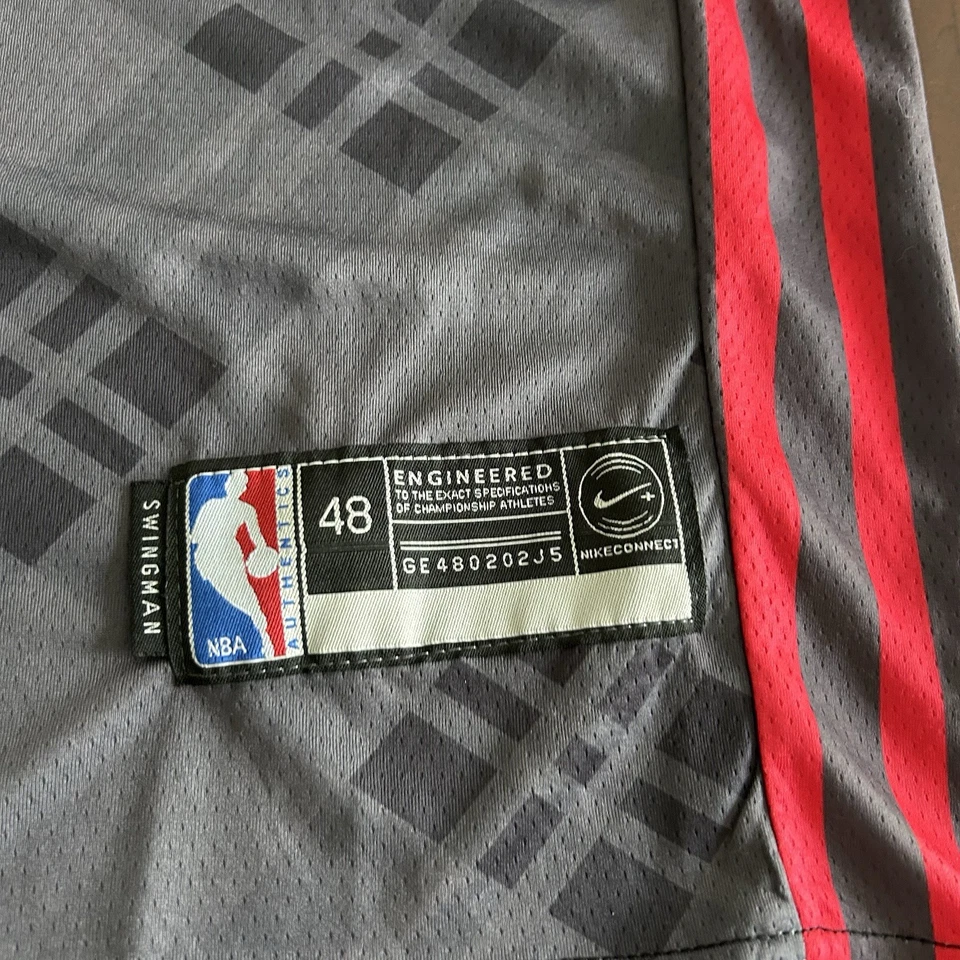 SWINGMAN
NBA
AUTHENTICS
48
ENGINEERED
TO THE EXACT SPECIFICATIONS
OF CHAMPIONSHIP ATHLETES
GE480202J5
NIKECONNECT